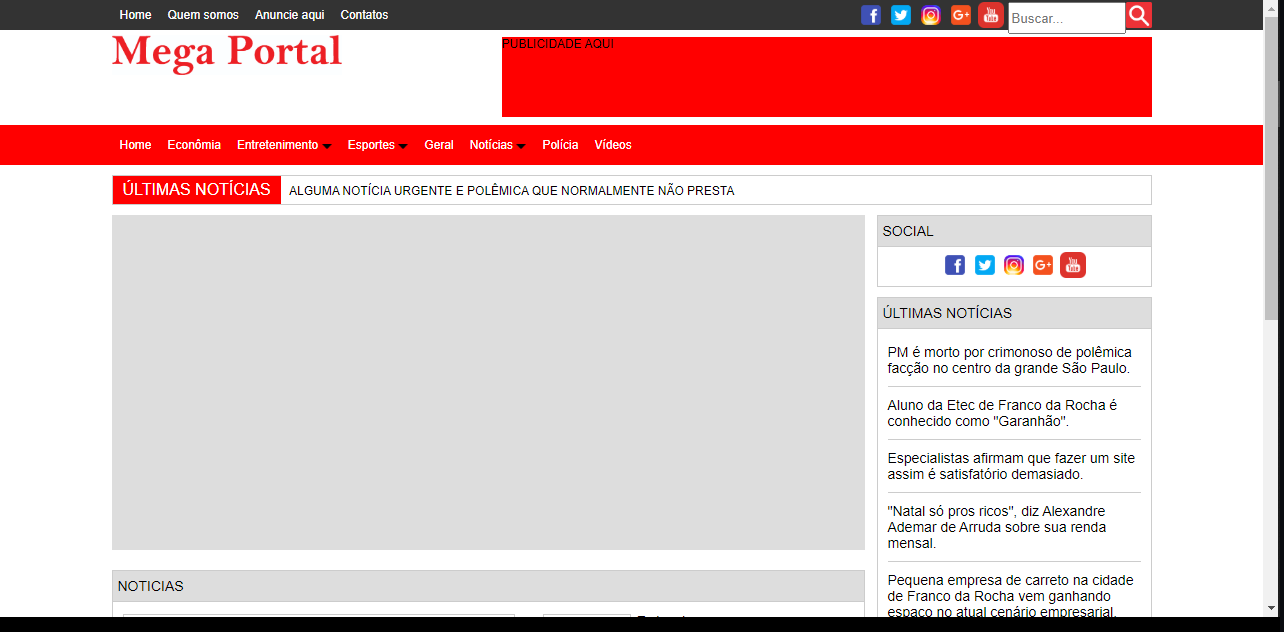 Home Quem somos Anuncie aqui Contatos
Buscar...
Mega Portal
PUBLICIDADE AQUI
Home Econômia Entretenimento Esportes Geral Notícias Polícia Vídeos
ÚLTIMAS NOTÍCIAS ALGUMA NOTÍCIA URGENTE E POLÊMICA QUE NORMALMENTE NÃO PRESTA
SOCIAL
ÚLTIMAS NOTÍCIAS
PM é morto por crimonoso de polêmica
facção no centro da grande São Paulo.
Aluno da Etec de Franco da Rocha é
conhecido como "Garanhão".
Especialistas afirmam que fazer um site
assim é satisfatório demasiado.
"Natal só pros ricos", diz Alexandre
Ademar de Arruda sobre sua renda
mensal.
Pequena empresa de carreto na cidade
de Franco da Rocha vem ganhando
espaço no atual cenário empresarial.
NOTICIAS